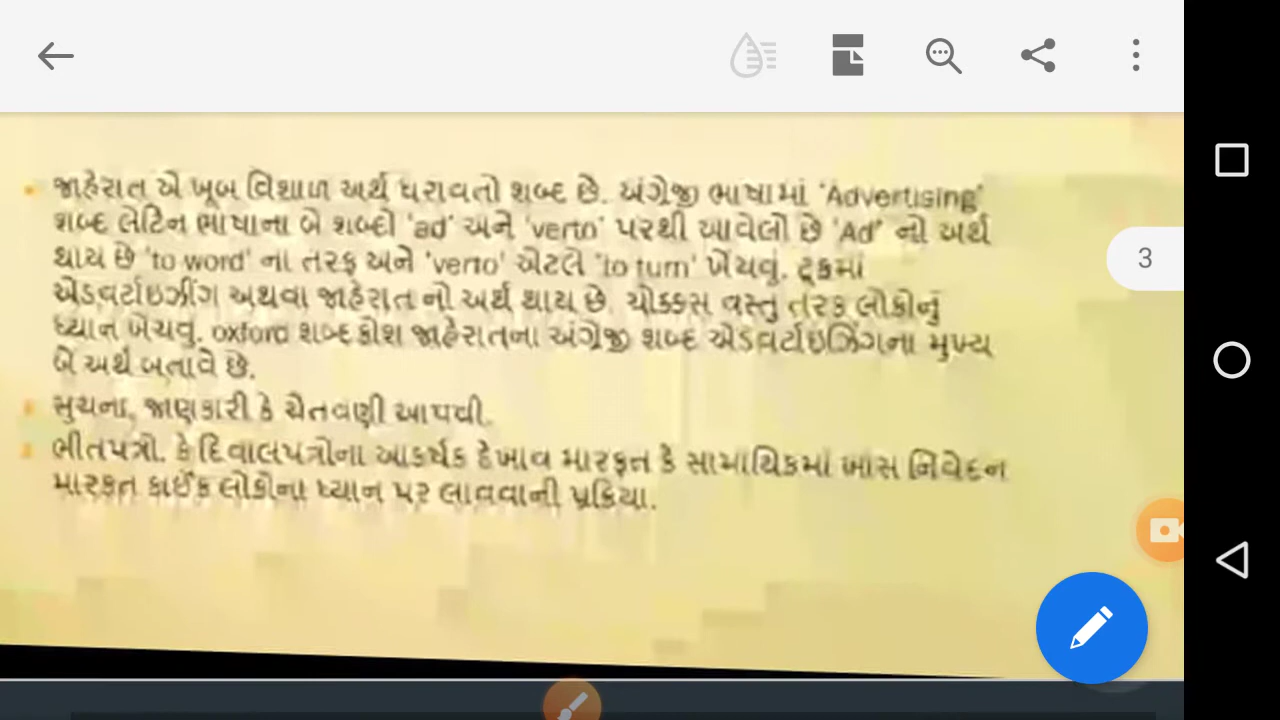 3
જાહેરાત એ ખૂબ વિશાળ અર્થ ધરાવતો શબ્દ છે. અંગ્રેજી ભાષામાં 'Advertising'
શબ્દ લેટિન ભાષાના બે શબ્દો 'ad' અને 'verto' પરથી આવેલો છે 'Ad' નો અર્થ
થાય છે 'to word' ના તરફ અને 'verto' એટલે 'to turn' ખેંચવું. ટૂકમાં
એડવર્ટાઇઝીંગ અથવા જાહેરાત નો અર્થ થાય છે. ચોક્કસ વસ્તુ તરફ લોકોનું
ધ્યાન ખેચવું. oxford શબ્દકોશ જાહેરાતના અંગ્રેજી શબ્દ એડવર્ટાઇઝિંગના મુખ્ય
બે અર્થ બતાવે છે.
સુચના, જાણકારી કે ચેતવણી આપવી.
ભીતપત્રો. કે દિવાલપત્રોના આકર્ષક દેખાવ મારફત કે સામાયિકમાં ખાસ નિવેદન
મારફત કાઈક લોકોના ધ્યાન પર લાવવાની પ્રક્રિયા.